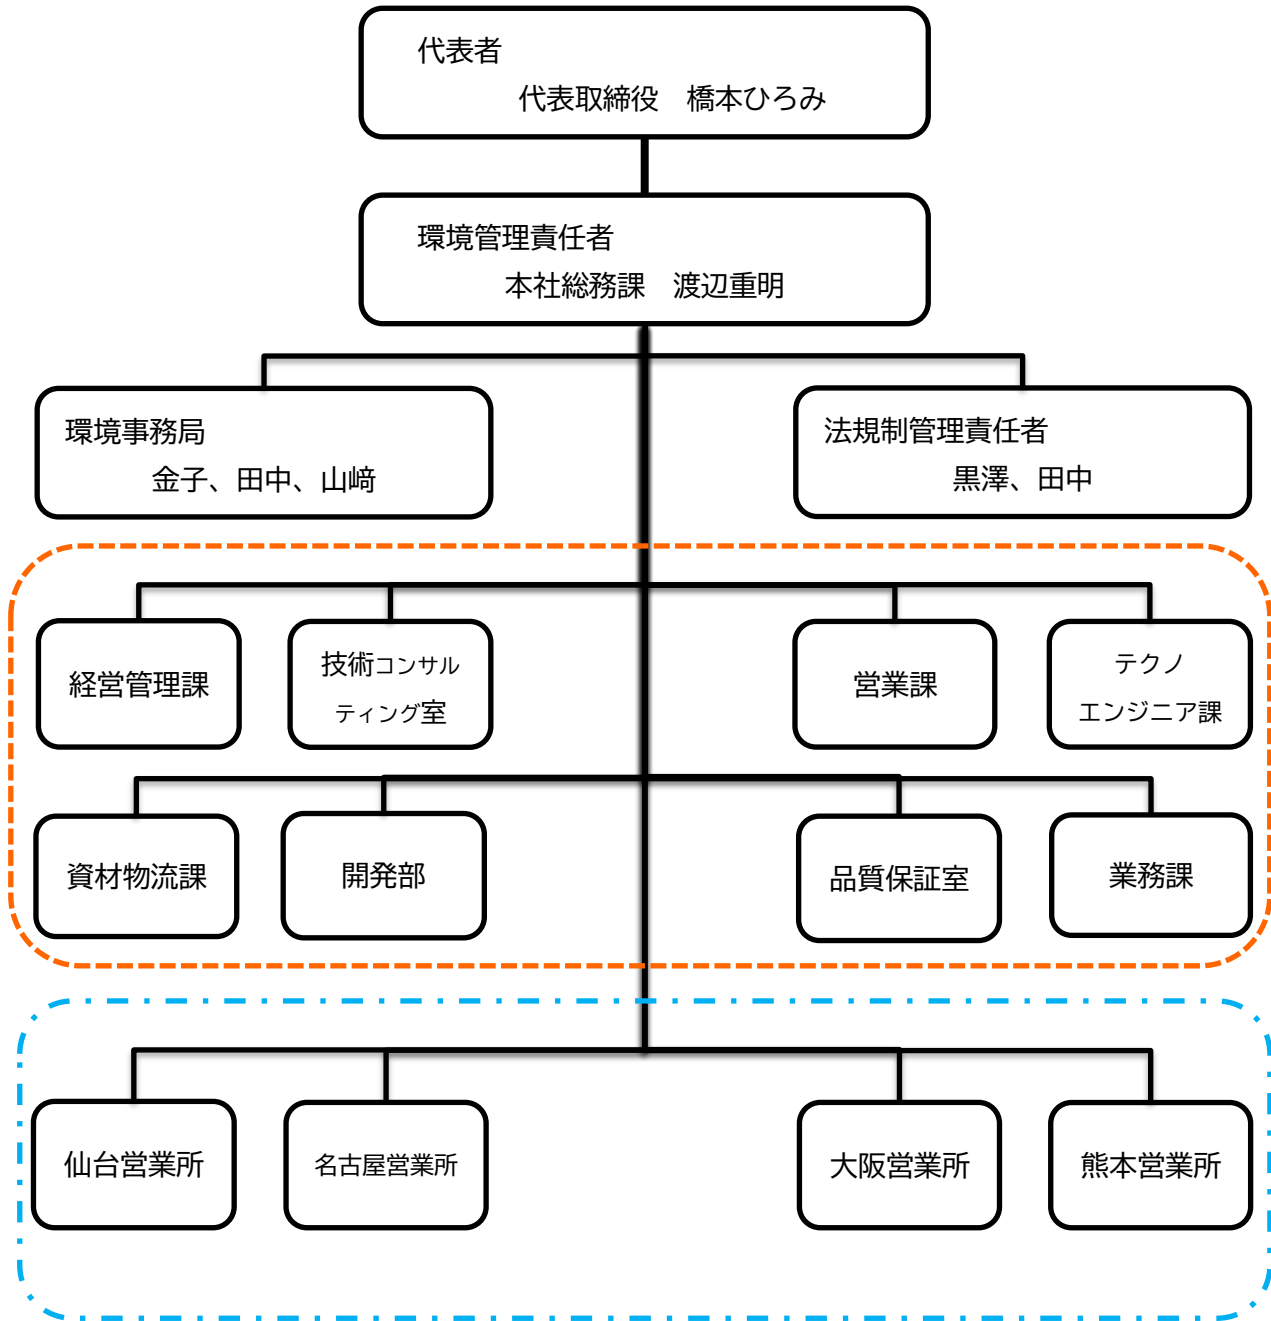 代表者
代表取締役　橋本ひろみ
環境管理責任者
本社総務課　渡辺重明
環境事務局
金子、田中、山﨑
法規制管理責任者
黒澤、田中
経営管理課
技術コンサル
ティング室
営業課
テクノ
エンジニア課
資材物流課
開発部
品質保証室
業務課
仙台営業所
名古屋営業所
大阪営業所
熊本営業所